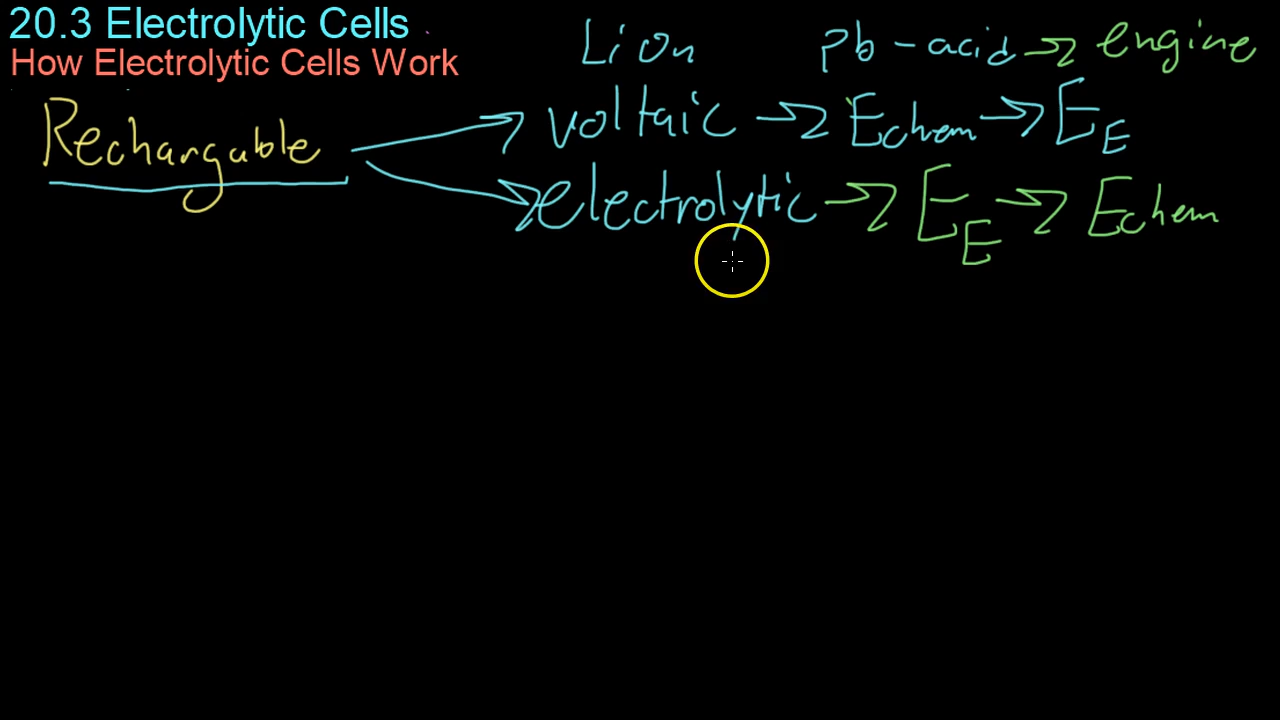 20.3 Electrolytic Cells
How Electrolytic Cells Work
Li ion Pb - acid → engine
Rechargable → voltaic → Echem → EE
→ electrolytic → EE → Echem